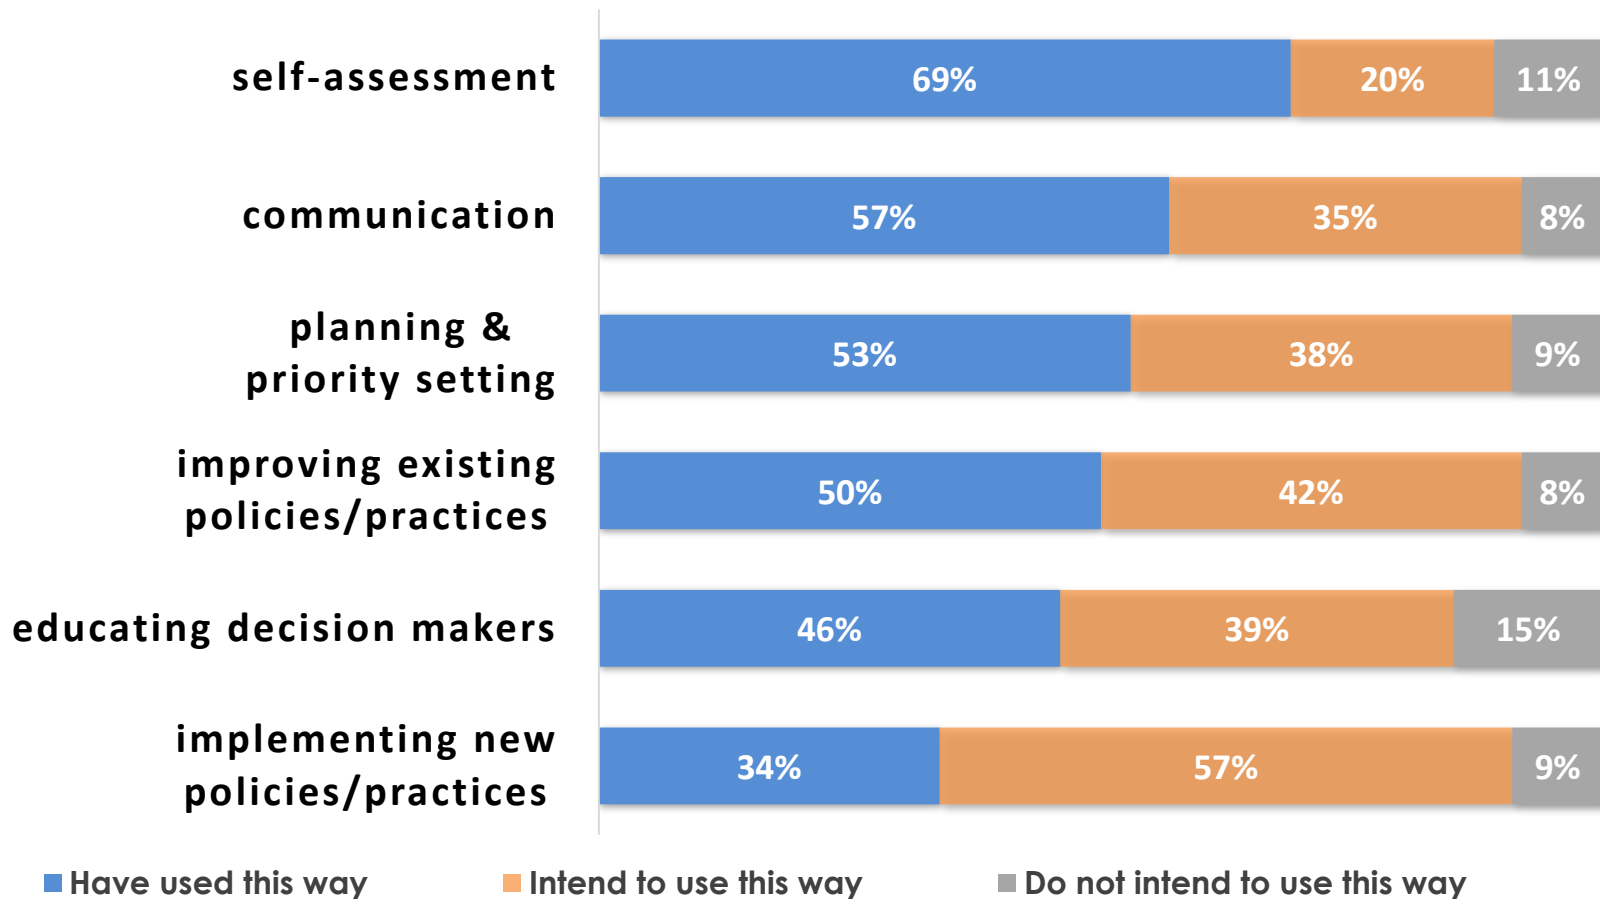 self-assessment
69% 20% 11%
communication
57% 35% 8%
planning &
priority setting
53% 38% 9%
improving existing
policies/practices
50% 42% 8%
educating decision makers
46% 39% 15%
implementing new
policies/practices
34% 57% 9%
Have used this way Intend to use this way Do not intend to use this way